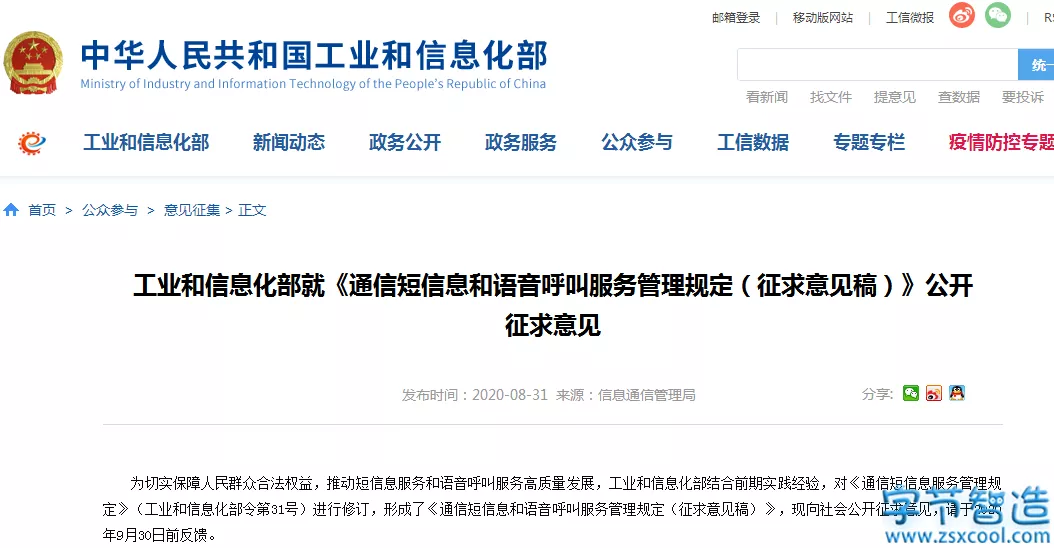 邮箱登录 | 移动版网站 | 工信微报 |
中华人民共和国工业和信息化部
Ministry of Industry and Information Technology of the People's Republic of China
看新闻 找文件 提意见 查数据 要投诉
工业和信息化部 新闻动态 政务公开 政务服务 公众参与 工信数据 专题专栏 疫情防控专题
首页 > 公众参与 > 意见征集 > 正文
工业和信息化部就《通信短信息和语音呼叫服务管理规定（征求意见稿）》公开
征求意见
发布时间：2020-08-31 来源：信息通信管理局 分享:
为切实保障人民群众合法权益，推动短信息服务和语音呼叫服务高质量发展，工业和信息化部结合前期实践经验，对《通信短信息服务管理规
定》（工业和信息化部令第31号）进行修订，形成了《通信短信息和语音呼叫服务管理规定（征求意见稿）》，现向社会公开征求意见，请于2020
年9月30日前反馈。
字节智造
www.zsxcool.com